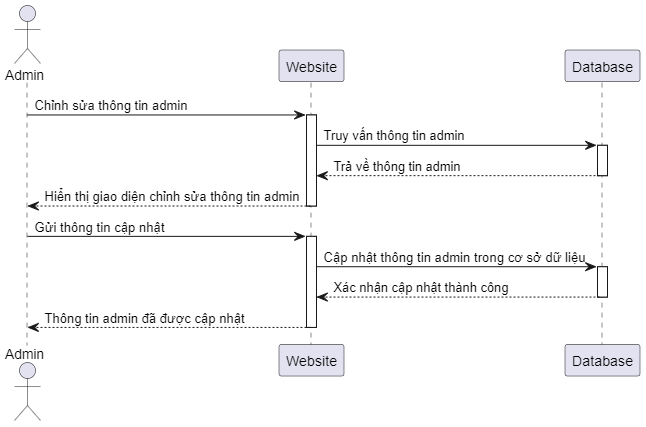 Admin
Website
Database
Chỉnh sửa thông tin admin
Truy vấn thông tin admin
Trả về thông tin admin
Hiển thị giao diện chỉnh sửa thông tin admin
Gửi thông tin cập nhật
Cập nhật thông tin admin trong cơ sở dữ liệu
Xác nhận cập nhật thành công
Thông tin admin đã được cập nhật
Admin
Website
Database